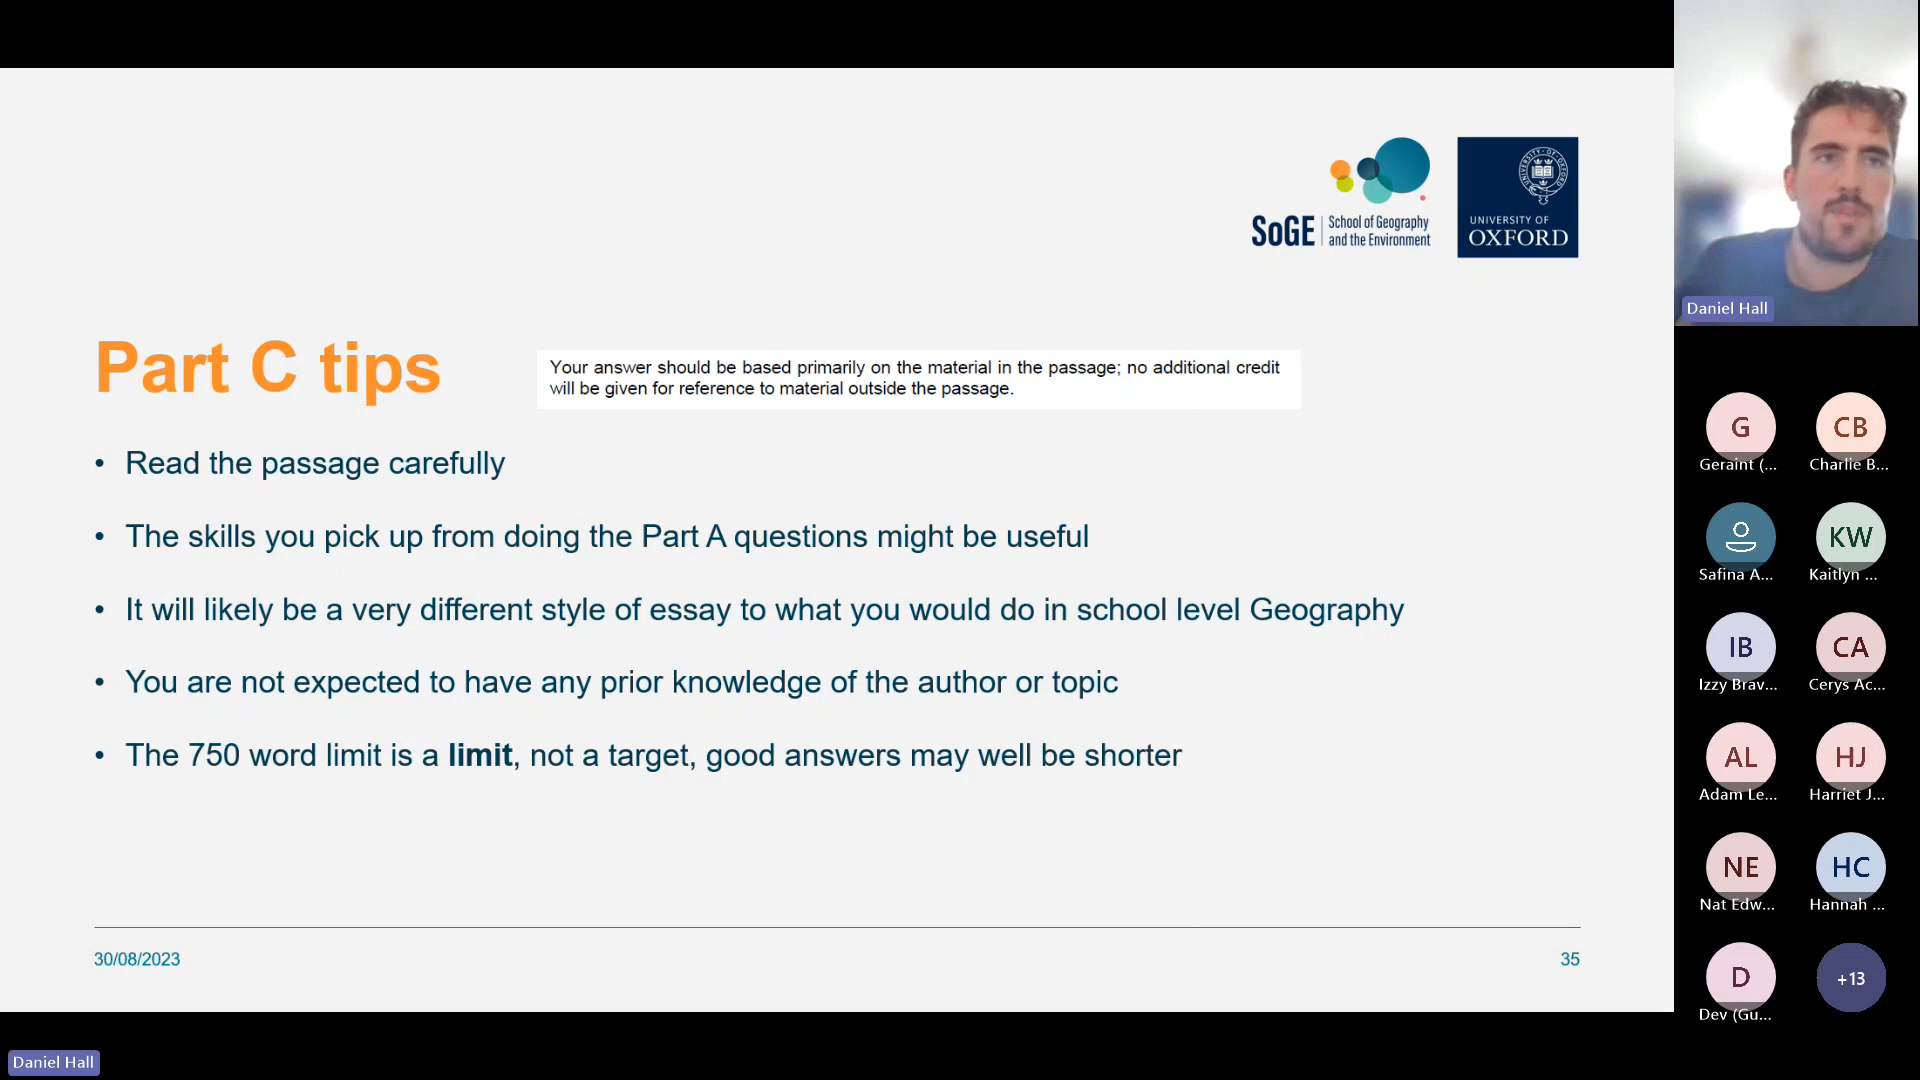 SoGE
School of Geography
and the Environment
UNIVERSITY OF
OXFORD
Part C tips
Your answer should be based primarily on the material in the passage; no additional credit
will be given for reference to material outside the passage.
• Read the passage carefully
• The skills you pick up from doing the Part A questions might be useful
• It will likely be a very different style of essay to what you would do in school level Geography
• You are not expected to have any prior knowledge of the author or topic
• The 750 word limit is a limit, not a target, good answers may well be shorter
30/08/2023
35
Daniel Hall
Daniel Hall
G
Geraint (...
CB
Charlie B...
Safina A...
KW
Kaitlyn ...
IB
Izzy Brav...
CA
Cerys Ac...
AL
Adam Le...
HJ
Harriet J...
NE
Nat Edw...
HC
Hannah ...
D
Dev (Gu...
+13